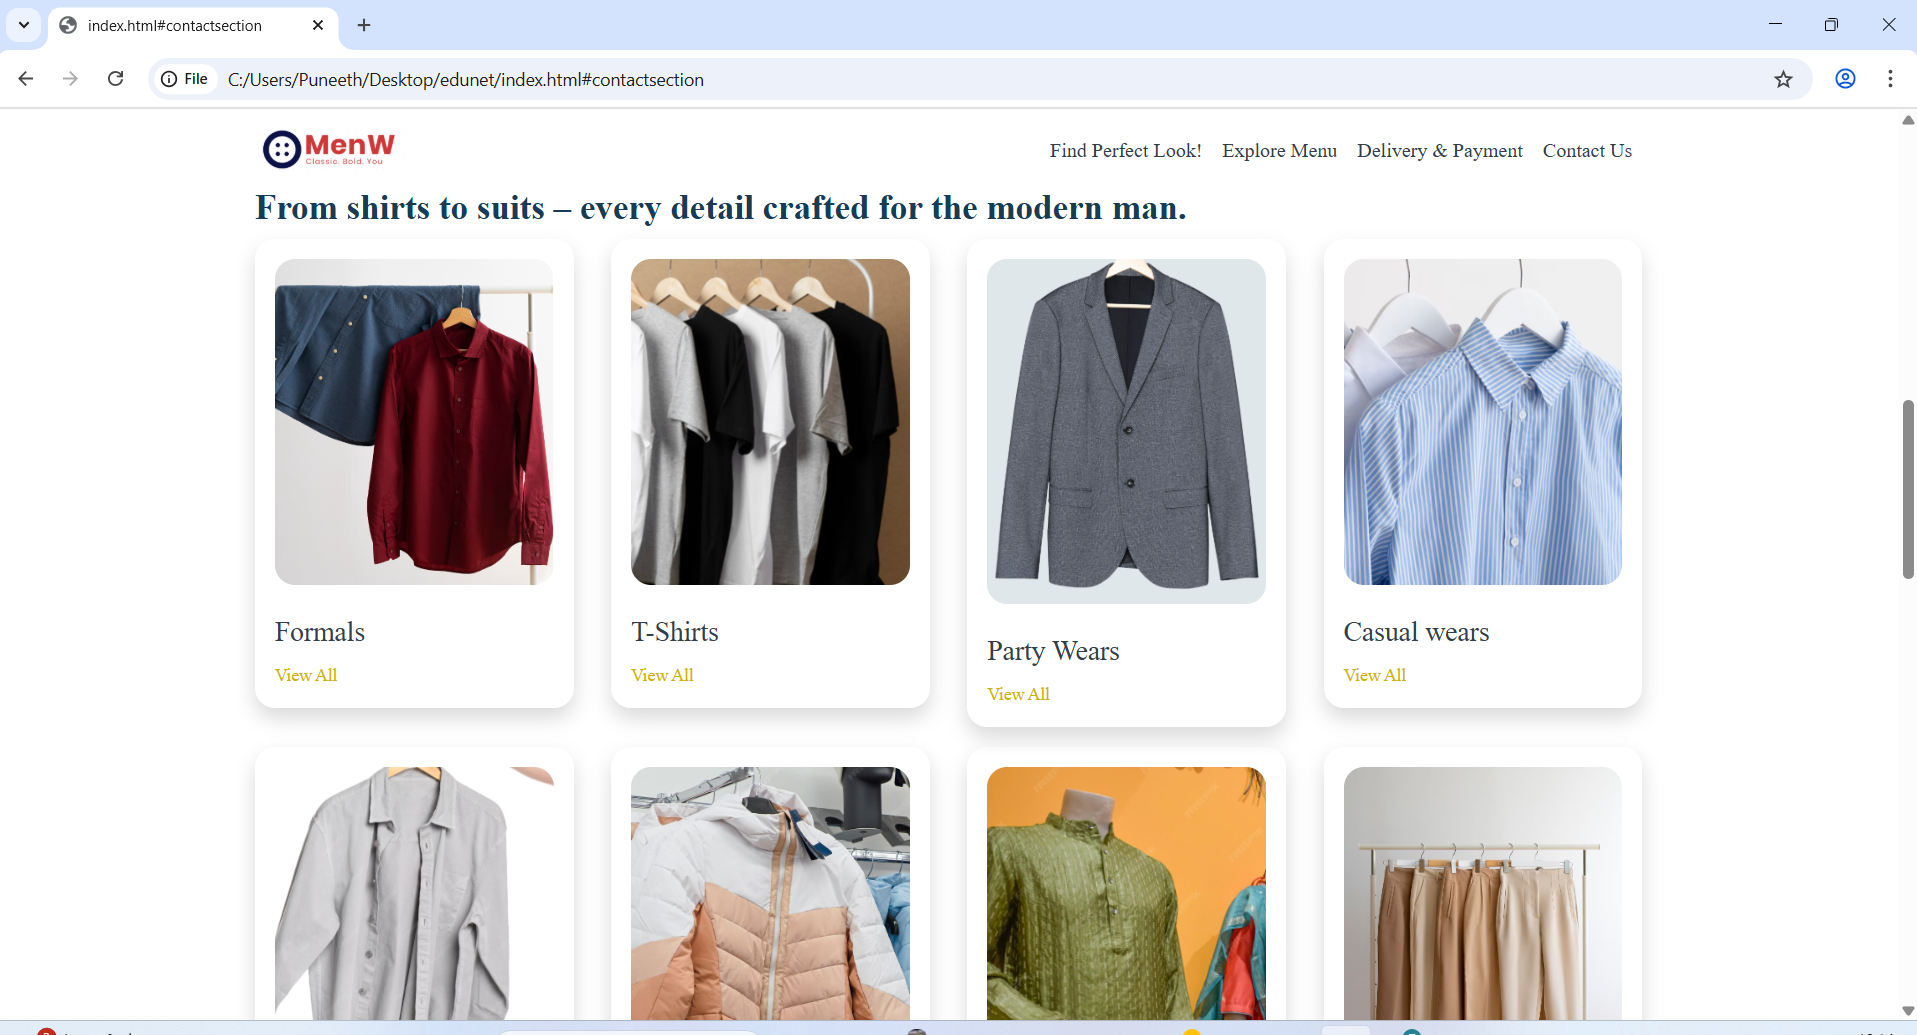 index.html#contactsection
File
C:/Users/Puneeth/Desktop/edunet/index.html#contactsection
MenW
Classic. Bold. You
Find Perfect Look!
Explore Menu
Delivery & Payment
Contact Us
From shirts to suits – every detail crafted for the modern man.
Formals
View All
T-Shirts
View All
Party Wears
View All
Casual wears
View All